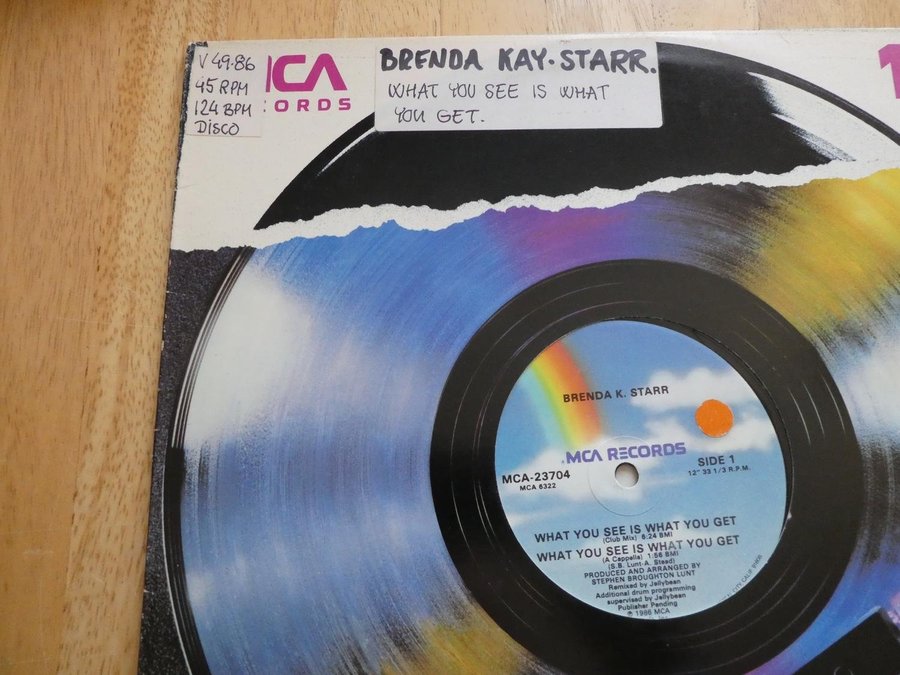 V 49-86
45 RPM
124 BPM
DISCO
MCA
RECORDS
BRENDA KAY·STARR.
WHAT YOU SEE IS WHAT
YOU GET.
1
BRENDA K. STARR
MCA RECORDS
MCA-23704
MCA 6322
SIDE 1
12" 33 1/3 R.P.M.
WHAT YOU SEE IS WHAT YOU GET
(Club Mix) 6:24 BMI
WHAT YOU SEE IS WHAT YOU GET
(A Cappella) 1:56 BMI
(S.B. Lunt-A. Stead)
PRODUCED AND ARRANGED BY
STEPHEN BROUGHTON LUNT
Remixed by Jellybean
Additional drum programming
supervised by Jellybean
Publisher Pending
℗ 1986 MCA
CITY, CALIF.